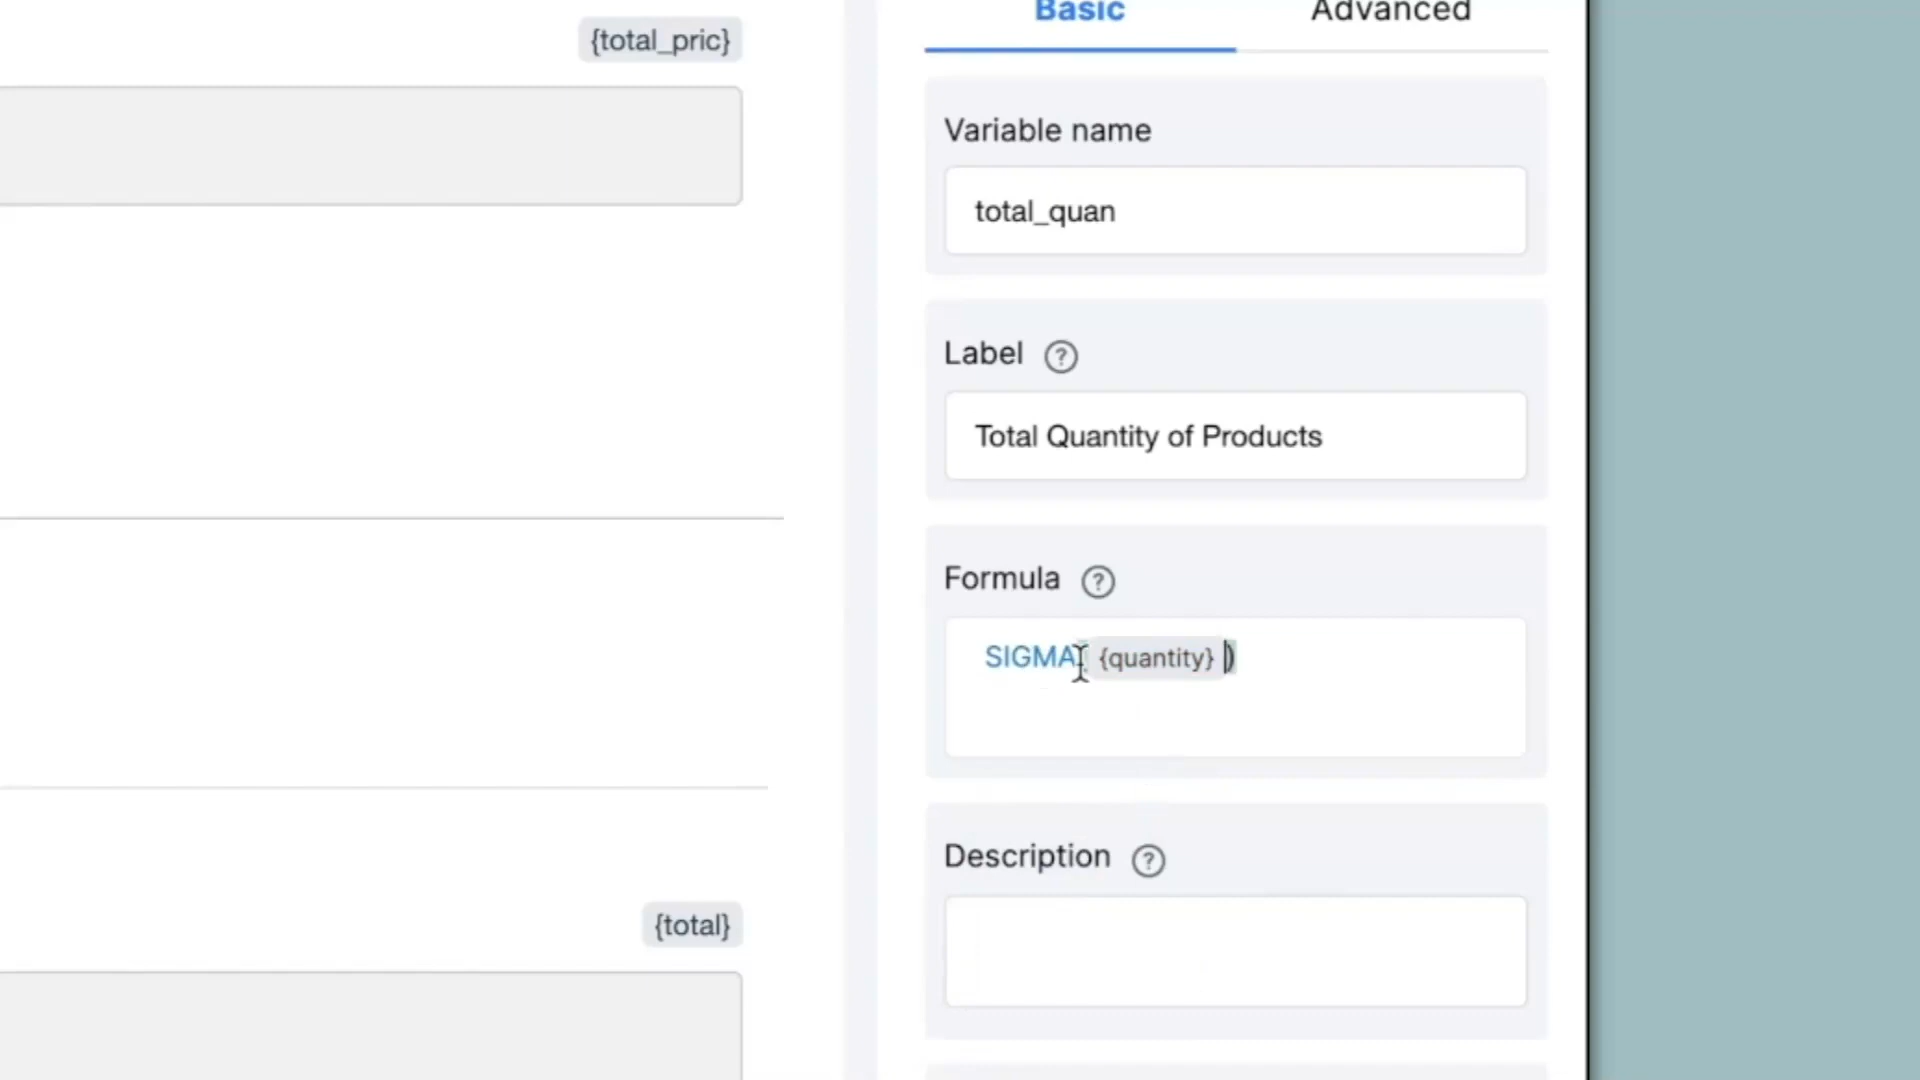 {total_pric}
Basic Advanced
Variable name
total_quan
Label ?
Total Quantity of Products
Formula ?
SIGMA( {quantity} )
Description ?
{total}